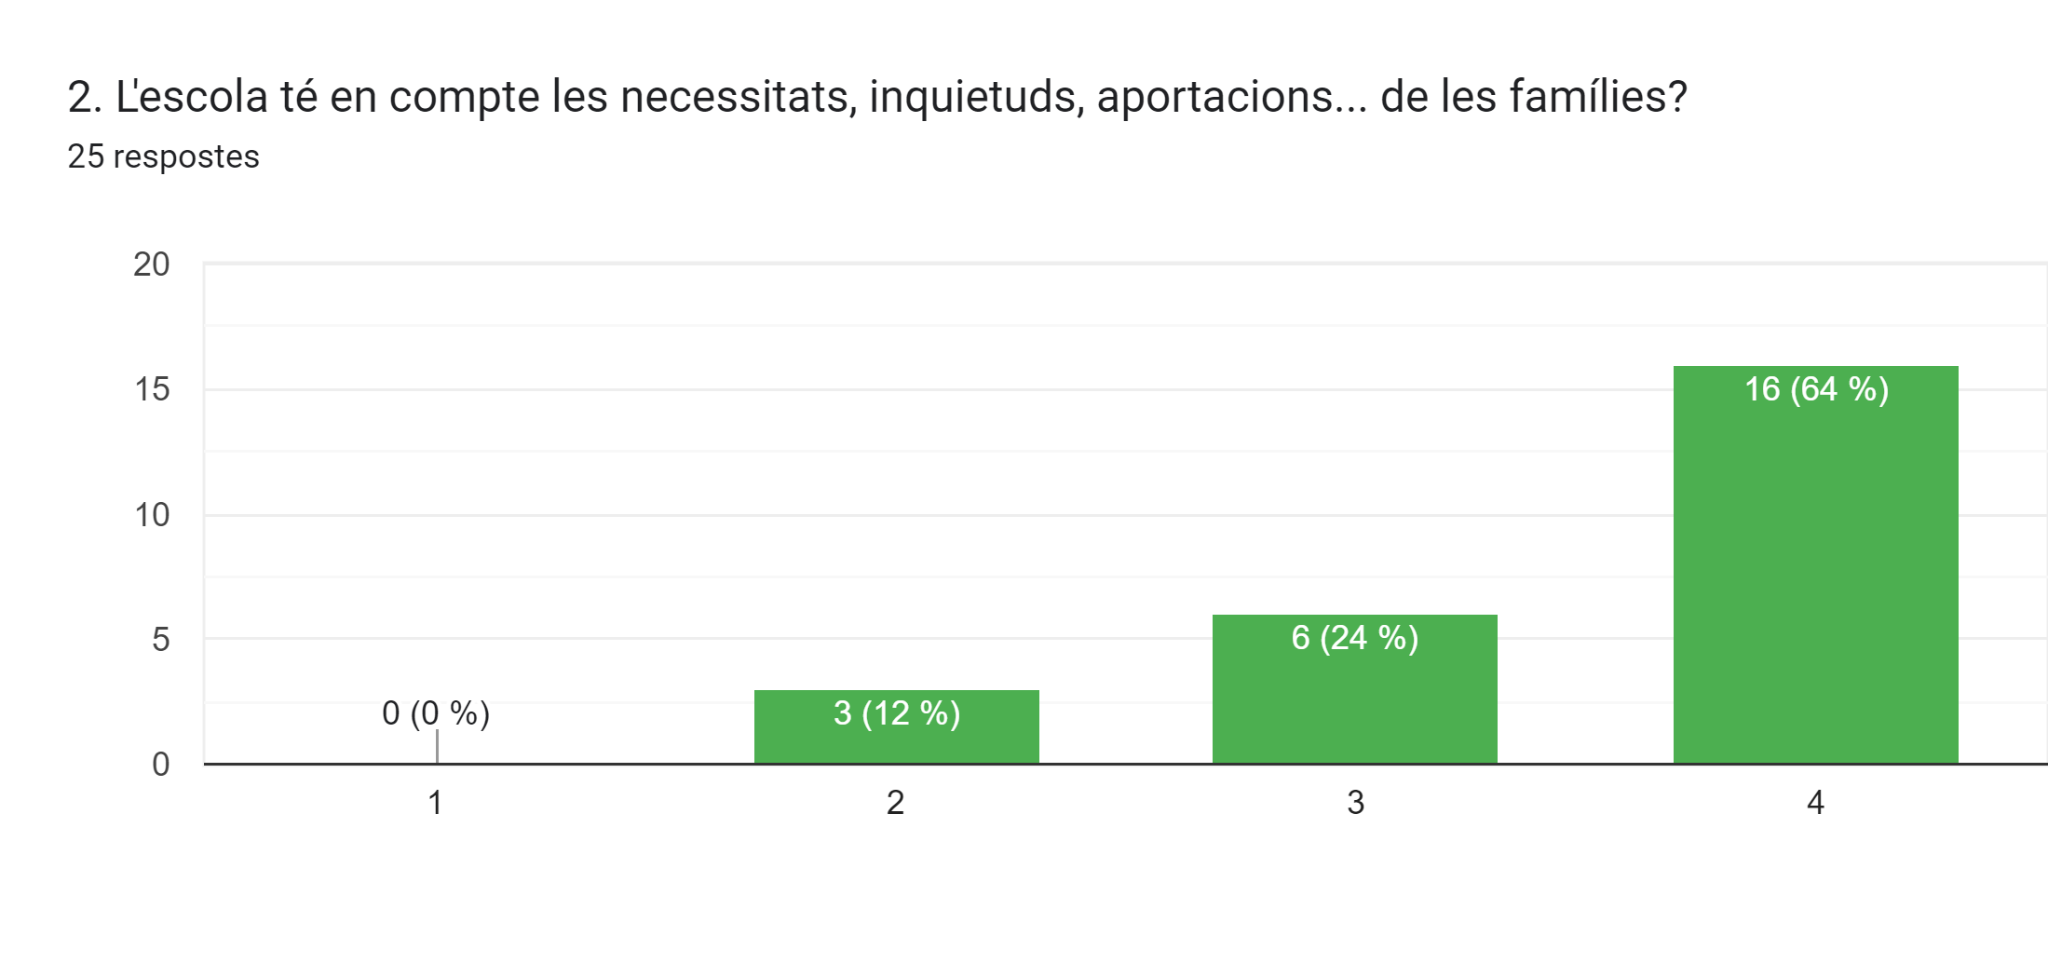 2. L'escola té en compte les necessitats, inquietuds, aportacions... de les famílies?
25 respostes
20
15
10
5
0
0 (0 %)
3 (12 %)
6 (24 %)
16 (64 %)
1
2
3
4